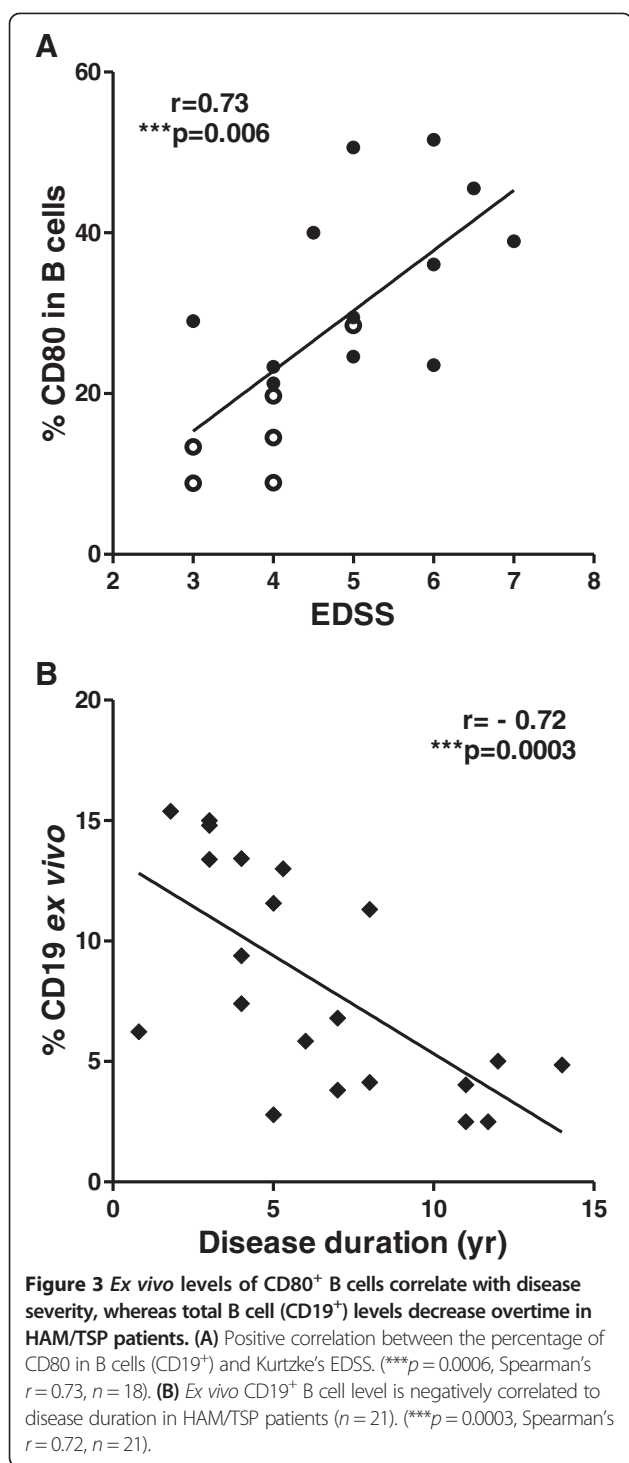 A
60
40
20
0
% CD80 in B cells
r=0.73
***p=0.006
2 3 4 5 6 7 8
EDSS
B
20
15
10
5
0
% CD19 ex vivo
r= - 0.72
***p=0.0003
0 5 10 15
Disease duration (yr)
Figure 3 Ex vivo levels of CD80+ B cells correlate with disease
severity, whereas total B cell (CD19+) levels decrease overtime in
HAM/TSP patients. (A) Positive correlation between the percentage of
CD80 in B cells (CD19+) and Kurtzke's EDSS. (***p = 0.0006, Spearman's
r = 0.73, n = 18). (B) Ex vivo CD19+ B cell level is negatively correlated to
disease duration in HAM/TSP patients (n = 21). (***p = 0.0003, Spearman's
r = 0.72, n = 21).